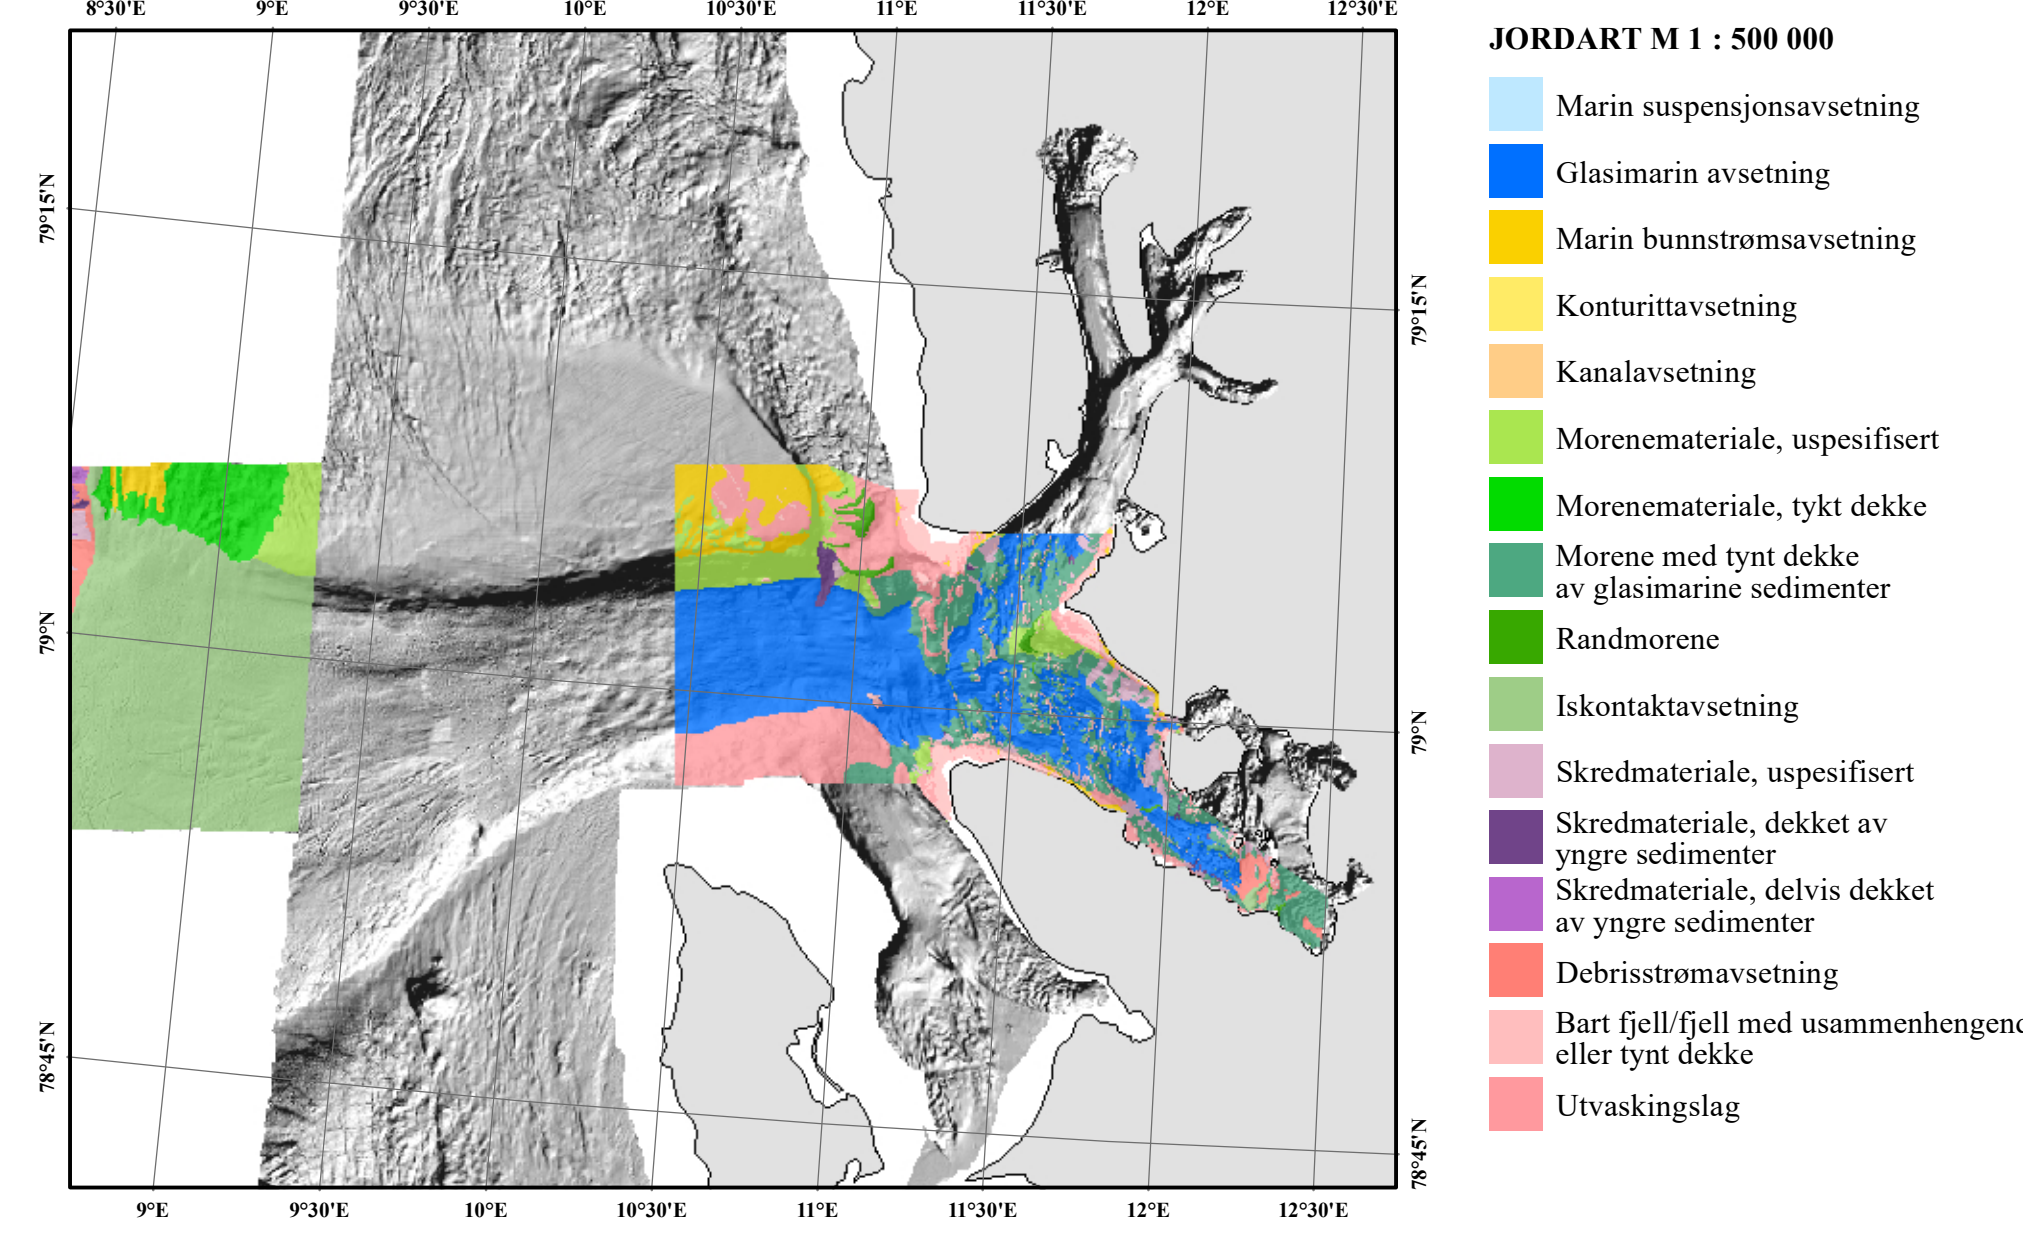 8°30'E 9°E 9°30'E 10°E 10°30'E 11°E 11°30'E 12°E 12°30'E
79°15'N
79°N
78°45'N
79°15'N
79°N
78°45'N
9°E 9°30'E 10°E 10°30'E 11°E 11°30'E 12°E 12°30'E
JORDART M 1 : 500 000
Marin suspensjonsavsetning
Glasimarin avsetning
Marin bunnstrømsavsetning
Konturittavsetning
Kanalavsetning
Morenemateriale, uspesifisert
Morenemateriale, tykt dekke
Morene med tynt dekke
av glasimarine sedimenter
Randmorene
Iskontaktavsetning
Skredmateriale, uspesifisert
Skredmateriale, dekket av
yngre sedimenter
Skredmateriale, delvis dekket
av yngre sedimenter
Debrisstrømavsetning
Bart fjell/fjell med usammenhengend
eller tynt dekke
Utvaskingslag